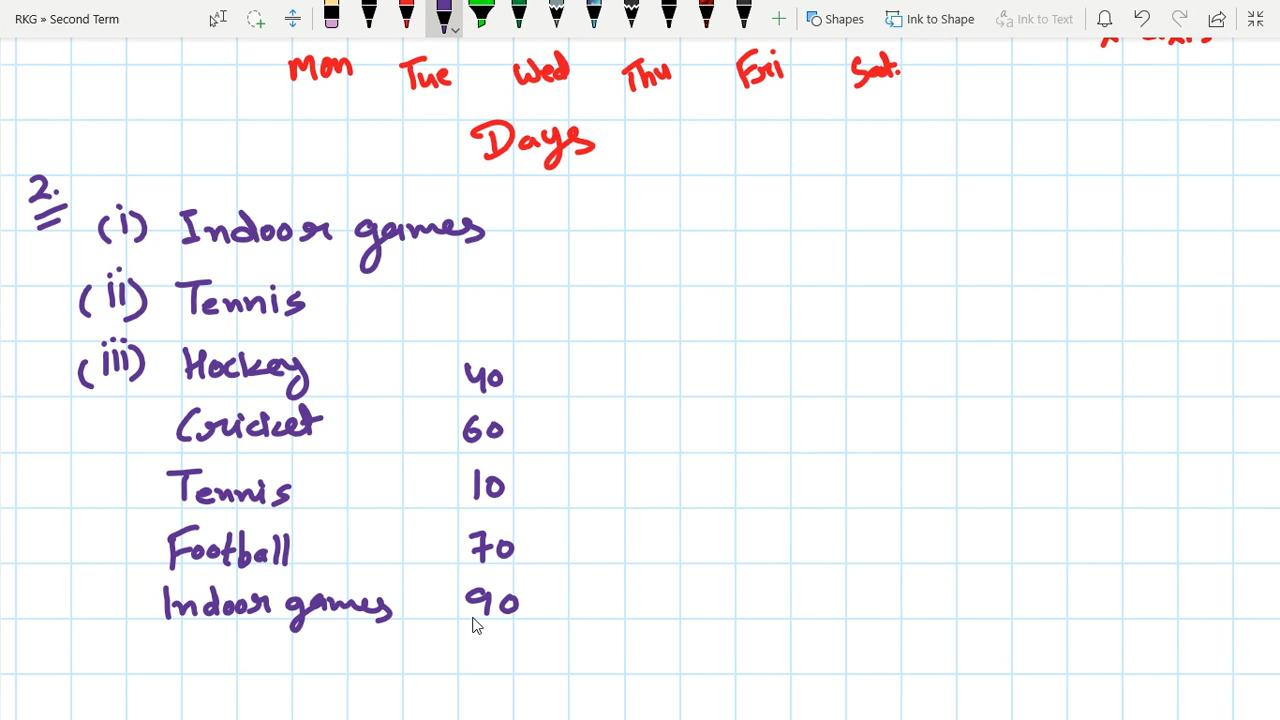 RKG » Second Term
Shapes
Ink to Shape
Ink to Text
Mon Tue Wed Thu Fri Sat.
Days
2.
(i) Indoor games
(ii) Tennis
(iii) Hockey 40
Cricket 60
Tennis 10
Football 70
Indoor games 90